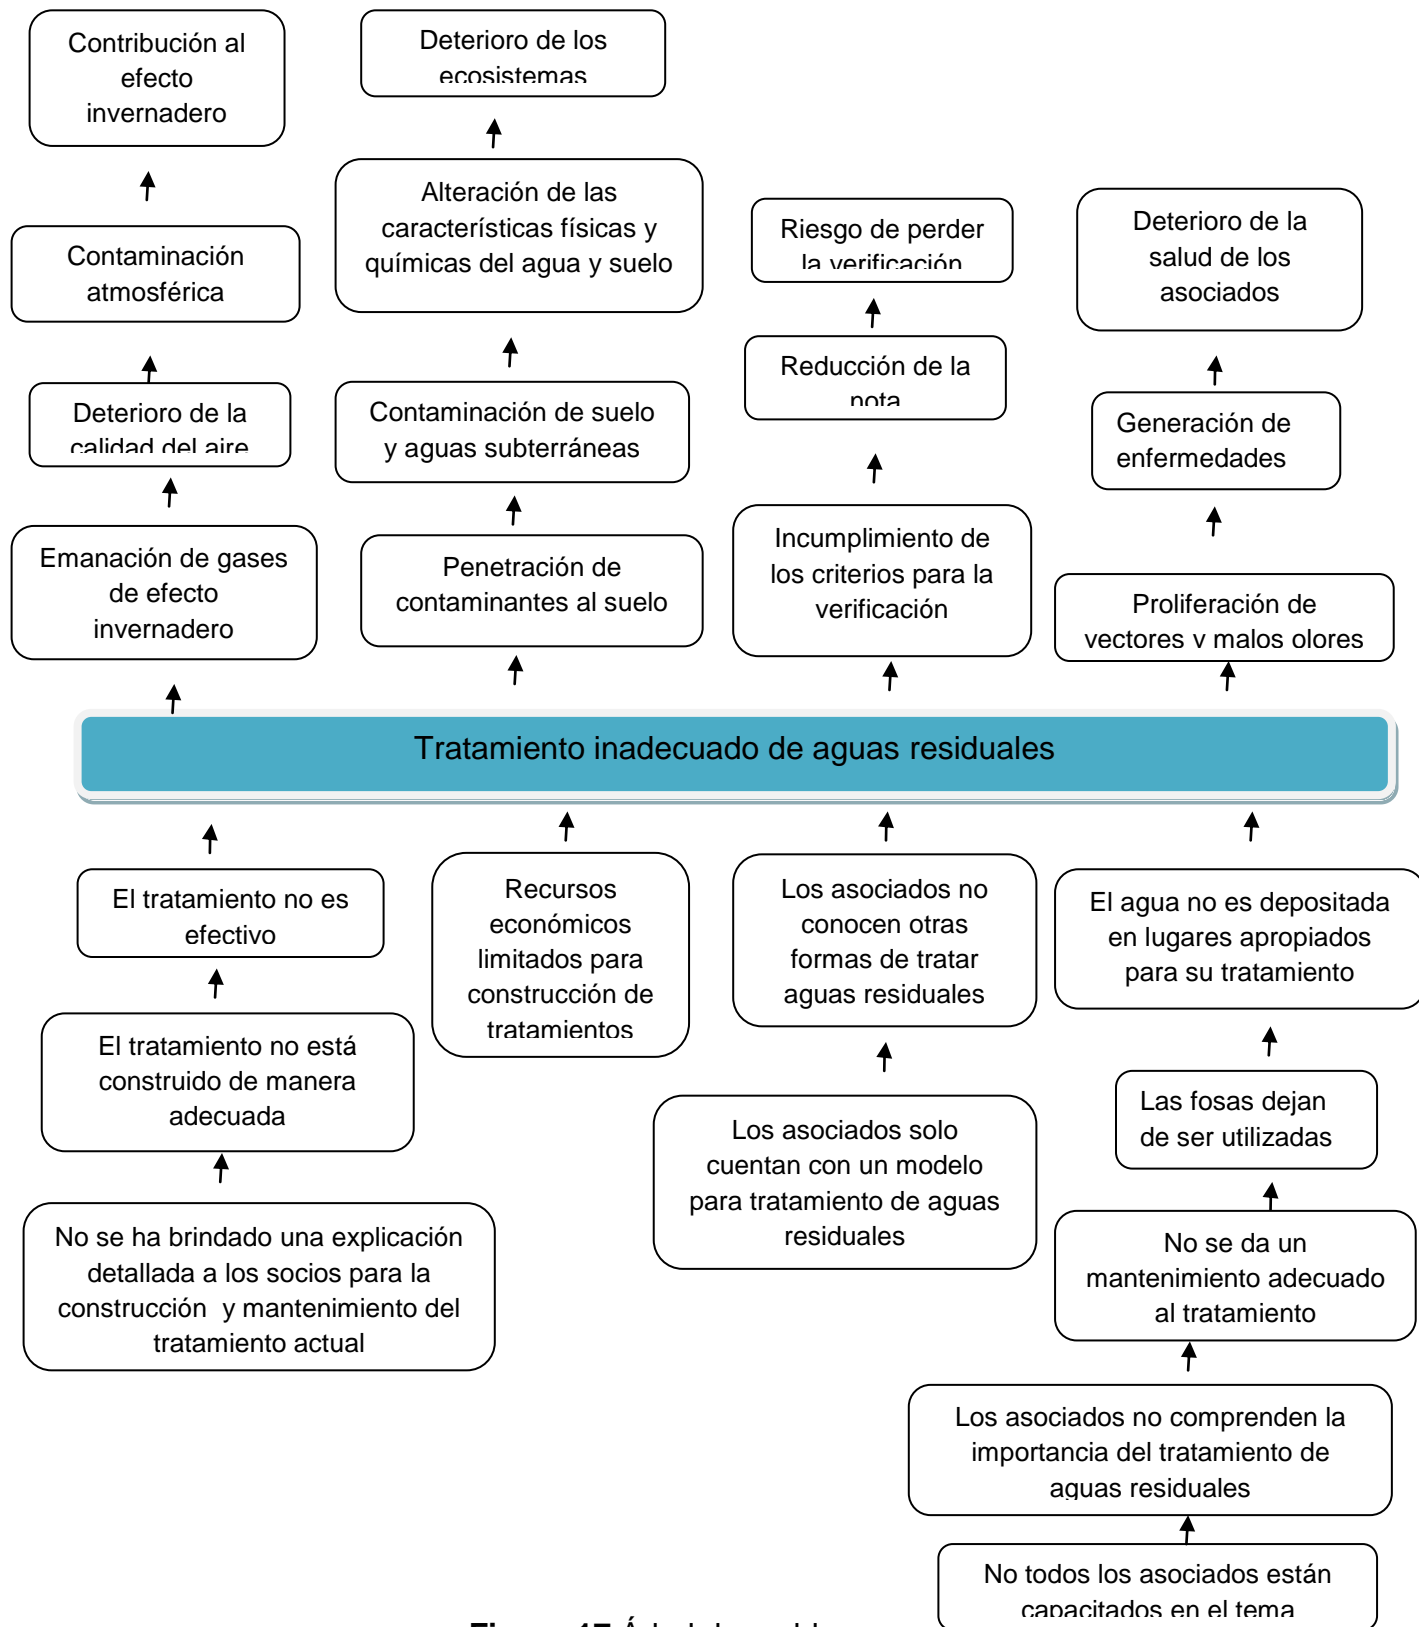 Contribución al
efecto
invernadero
Deterioro de los
ecosistemas
Alteración de las
características físicas y
químicas del agua y suelo
Riesgo de perder
la verificación
Deterioro de la
salud de los
asociados
Contaminación
atmosférica
Reducción de la
nota
Deterioro de la
calidad del aire
Contaminación de suelo
y aguas subterráneas
Generación de
enfermedades
Emanación de gases
de efecto
invernadero
Penetración de
contaminantes al suelo
Incumplimiento de
los criterios para la
verificación
Proliferación de
vectores y malos olores
Tratamiento inadecuado de aguas residuales
El tratamiento no es
efectivo
Recursos
económicos
limitados para
construcción de
tratamientos
Los asociados no
conocen otras
formas de tratar
aguas residuales
El agua no es depositada
en lugares apropiados
para su tratamiento
El tratamiento no está
construido de manera
adecuada
Los asociados solo
cuentan con un modelo
para tratamiento de aguas
residuales
Las fosas dejan
de ser utilizadas
No se ha brindado una explicación
detallada a los socios para la
construcción y mantenimiento del
tratamiento actual
No se da un
mantenimiento adecuado
al tratamiento
Los asociados no comprenden la
importancia del tratamiento de
aguas residuales
No todos los asociados están
capacitados en el tema